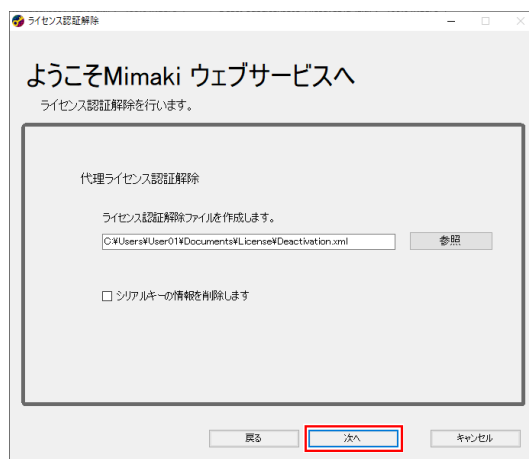 ライセンス認証解除
ようこそMimaki ウェブサービスへ
ライセンス認証解除を行います。
代理ライセンス認証解除
ライセンス認証解除ファイルを作成します。
C:¥Users¥User01¥Documents¥License¥Deactivation.xml 参照
シリアルキーの情報を削除します
戻る 次へ キャンセル